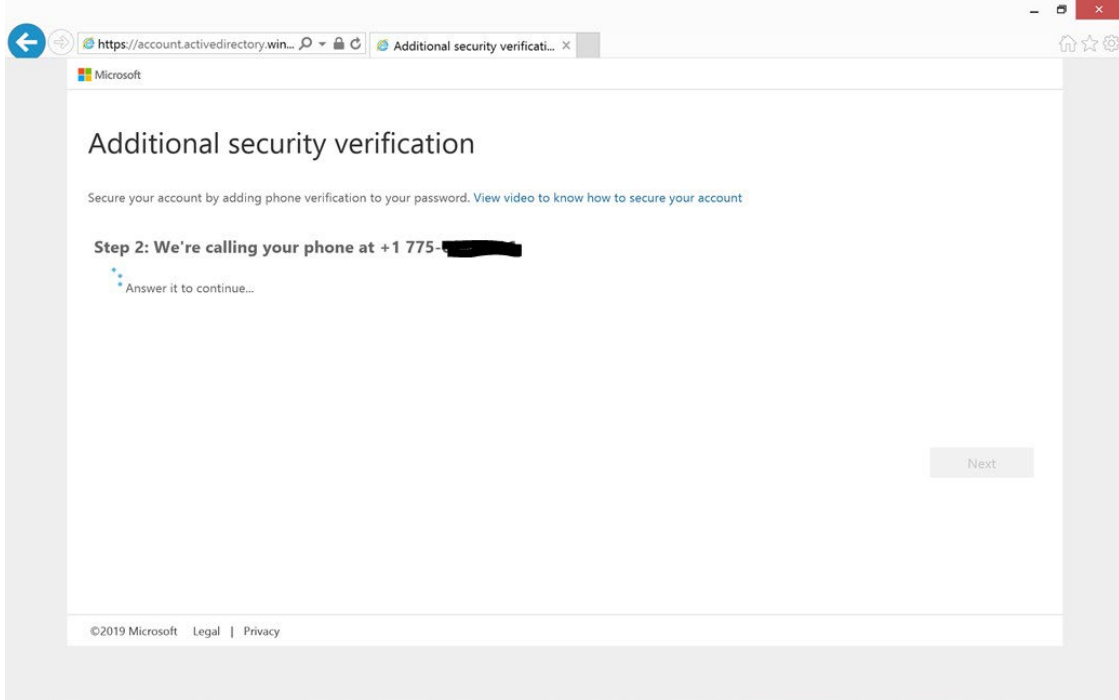 https://account.activedirectory.win... Additional security verificati...
Microsoft
Additional security verification
Secure your account by adding phone verification to your password. View video to know how to secure your account
Step 2: We're calling your phone at +1 775-
Answer it to continue...
Next
©2019 Microsoft Legal | Privacy